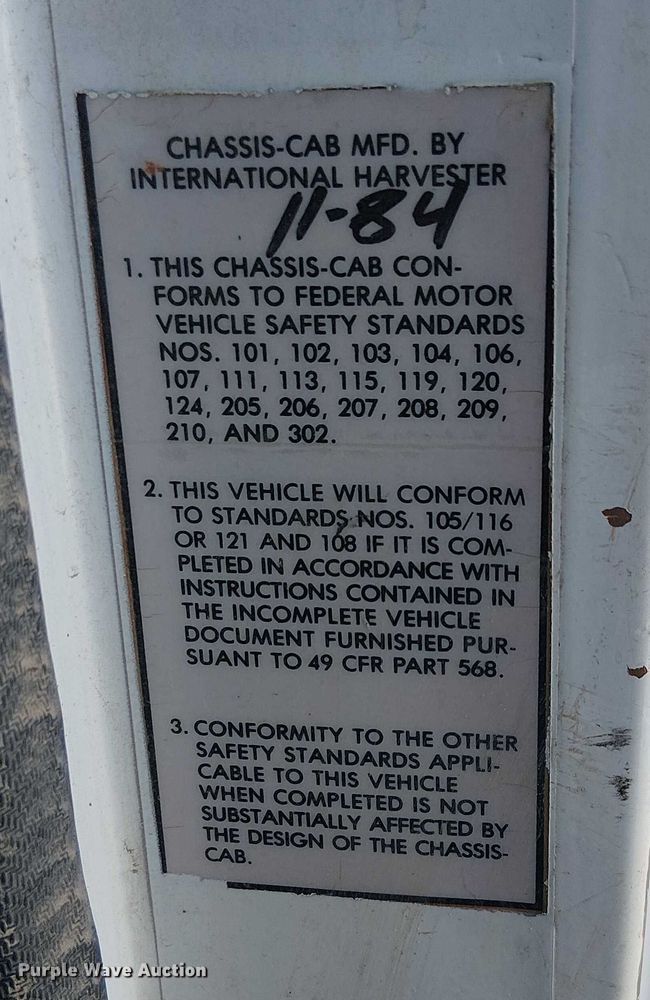 CHASSIS-CAB MFD. BY
INTERNATIONAL HARVESTER
11-84
1. THIS CHASSIS-CAB CON-
FORMS TO FEDERAL MOTOR
VEHICLE SAFETY STANDARDS
NOS. 101, 102, 103, 104, 106,
107, 111, 113, 115, 119, 120,
124, 205, 206, 207, 208, 209,
210, AND 302.
2. THIS VEHICLE WILL CONFORM
TO STANDARDS NOS. 105/116
OR 121 AND 108 IF IT IS COM-
PLETED IN ACCORDANCE WITH
INSTRUCTIONS CONTAINED IN
THE INCOMPLETE VEHICLE
DOCUMENT FURNISHED PUR-
SUANT TO 49 CFR PART 568.
3. CONFORMITY TO THE OTHER
SAFETY STANDARDS APPLI-
CABLE TO THIS VEHICLE
WHEN COMPLETED IS NOT
SUBSTANTIALLY AFFECTED BY
THE DESIGN OF THE CHASSIS-
CAB.
Purple Wave Auction